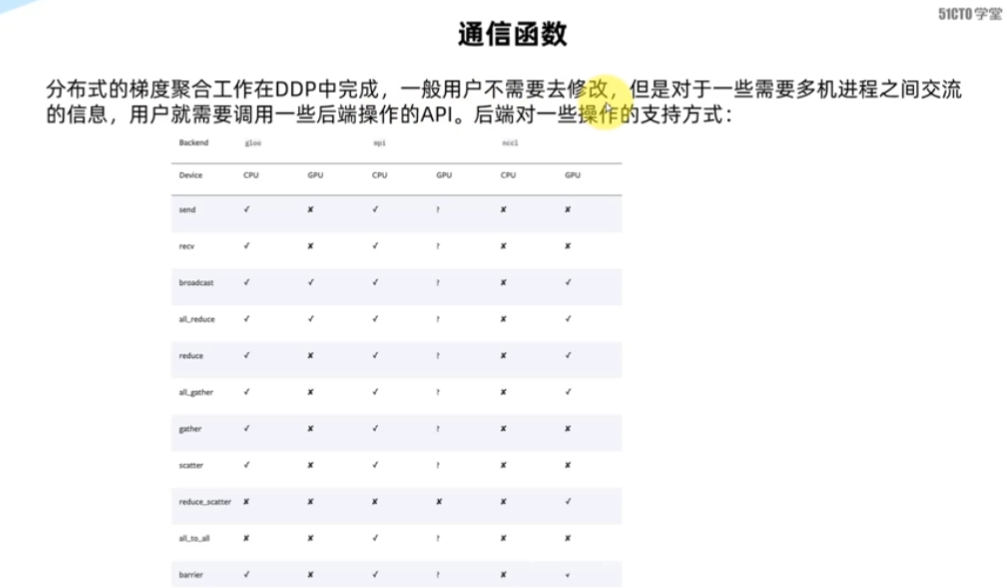 51CTO学堂
通信函数
分布式的梯度聚合工作在DDP中完成，一般用户不需要去修改，但是对于一些需要多机进程之间交流
的信息，用户就需要调用一些后端操作的API。后端对一些操作的支持方式：
Backend gloo mpi nccl
Device CPU GPU CPU GPU CPU GPU
send ✓ ✘ ✓ ? ✘ ✘
recv ✓ ✘ ✓ ? ✘ ✘
broadcast ✓ ✓ ✓ ? ✘ ✓
all_reduce ✓ ✓ ✓ ? ✘ ✓
reduce ✓ ✘ ✓ ? ✘ ✓
all_gather ✓ ✘ ✓ ? ✘ ✓
gather ✓ ✘ ✓ ? ✘ ✘
scatter ✓ ✘ ✓ ? ✘ ✘
reduce_scatter ✘ ✘ ✘ ✘ ✘ ✓
all_to_all ✘ ✘ ✓ ? ✘ ✘
barrier ✓ ✘ ✓ ? ✘ ✓